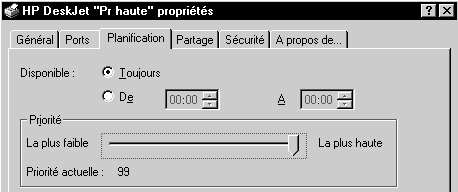 HP DeskJet "Pr haute" propriétés
Général Ports Planification Partage Sécurité A propos de...
Disponible : Toujours
De 00:00 A 00:00
Priorité
La plus faible La plus haute
Priorité actuelle : 99